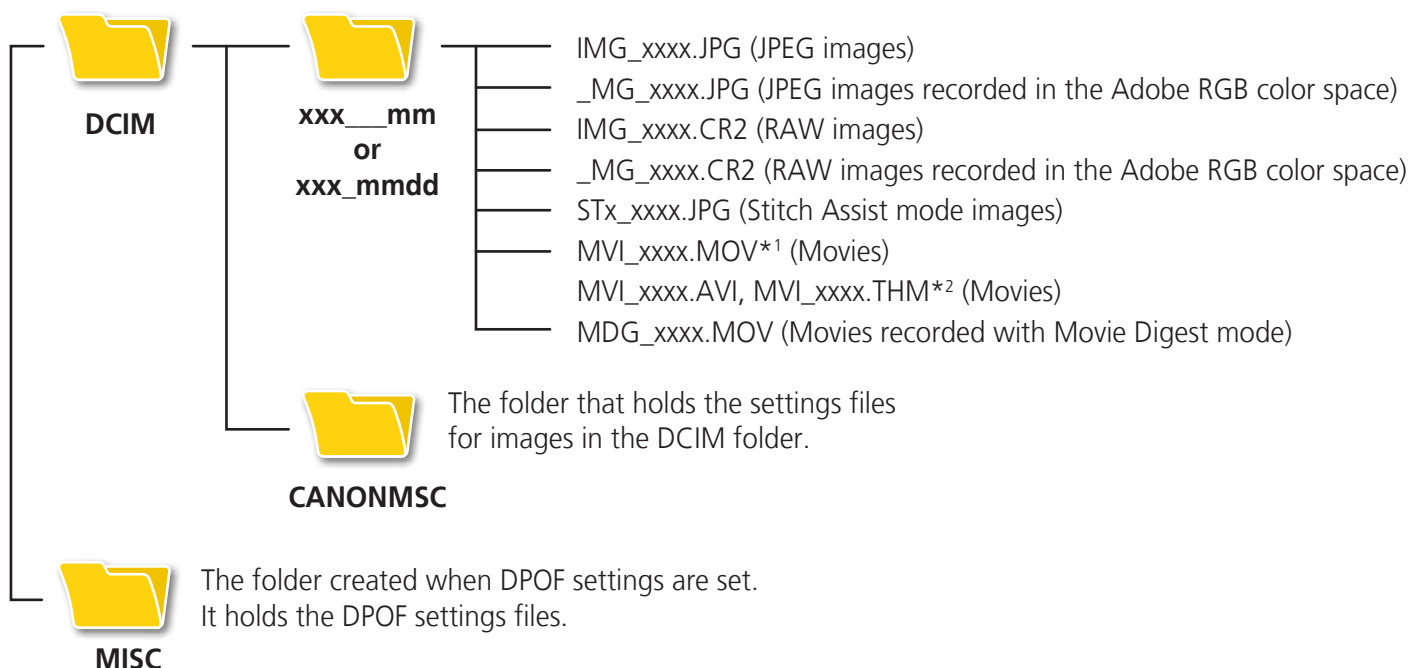 DCIM
xxx___mm
or
xxx_mmdd
IMG_xxxx.JPG (JPEG images)
_MG_xxxx.JPG (JPEG images recorded in the Adobe RGB color space)
IMG_xxxx.CR2 (RAW images)
_MG_xxxx.CR2 (RAW images recorded in the Adobe RGB color space)
STx_xxxx.JPG (Stitch Assist mode images)
MVI_xxxx.MOV*1 (Movies)
MVI_xxxx.AVI, MVI_xxxx.THM*2 (Movies)
MDG_xxxx.MOV (Movies recorded with Movie Digest mode)
The folder that holds the settings files
for images in the DCIM folder.
CANONMSC
The folder created when DPOF settings are set.
It holds the DPOF settings files.
MISC